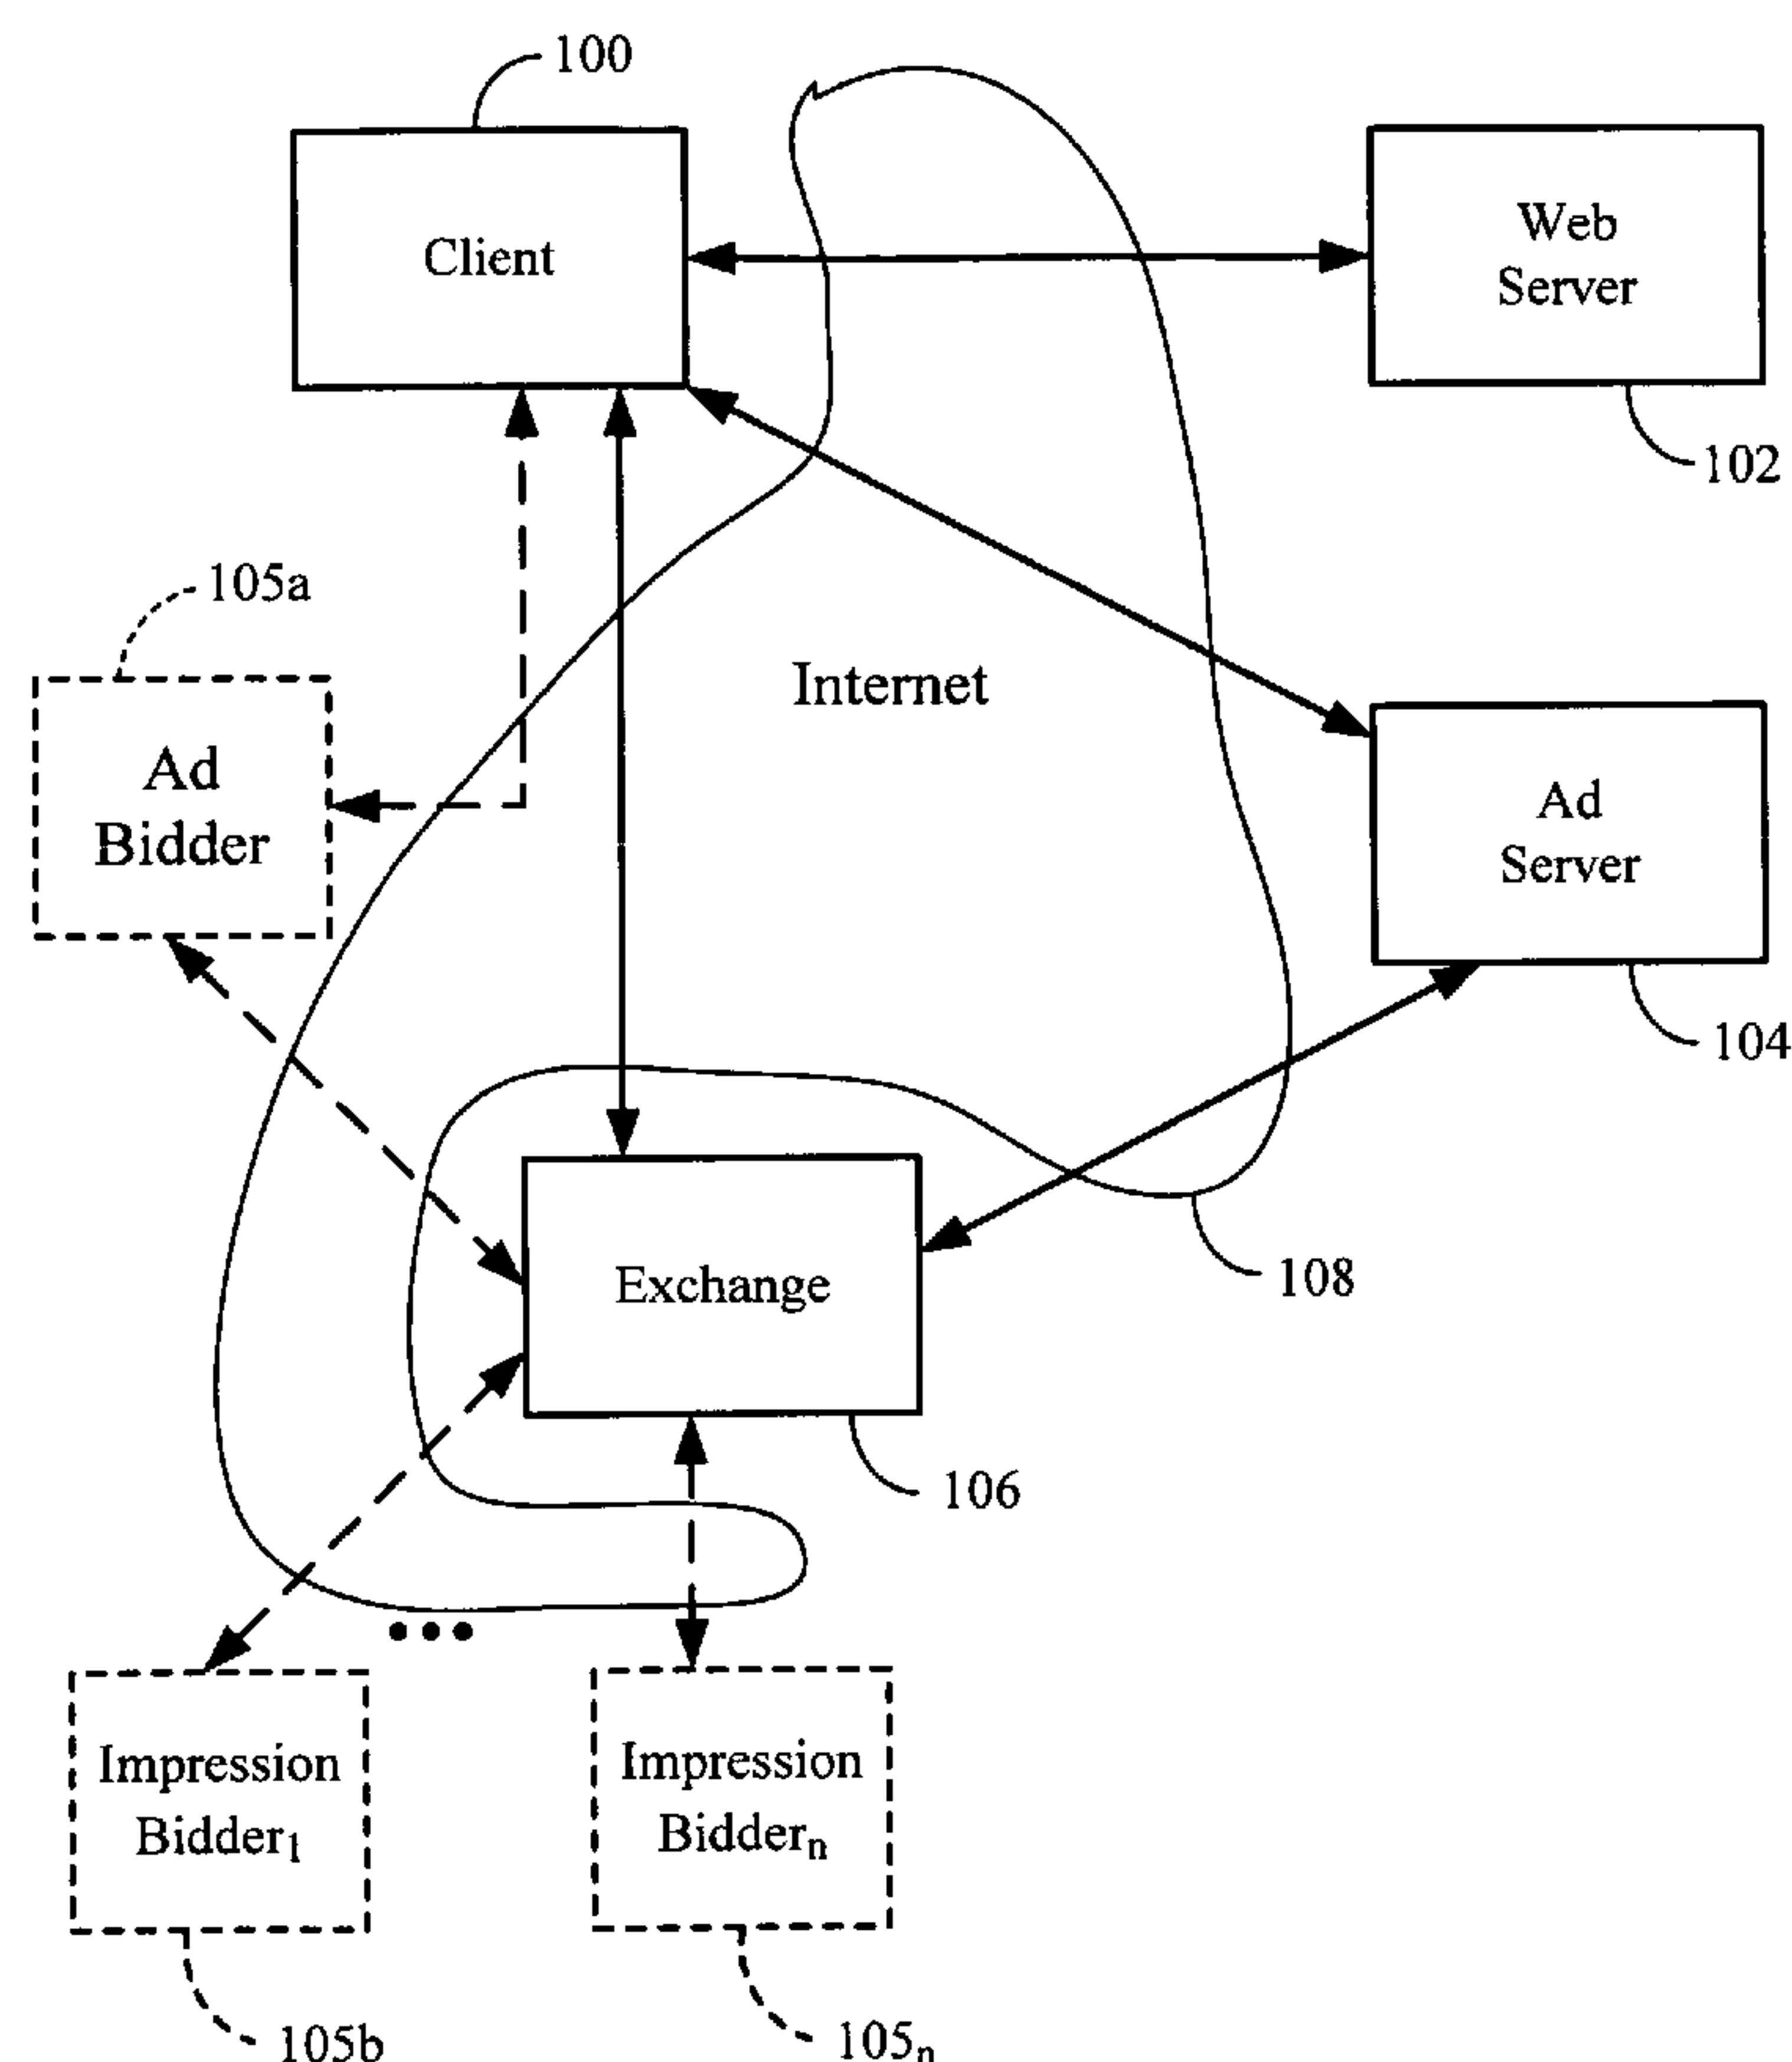 100
Client
Web
Server
102
105a
Internet
Ad
Bidder
Ad
Server
104
108
Exchange
106
Impression
Bidder1
Impression
Biddern
105b
105n